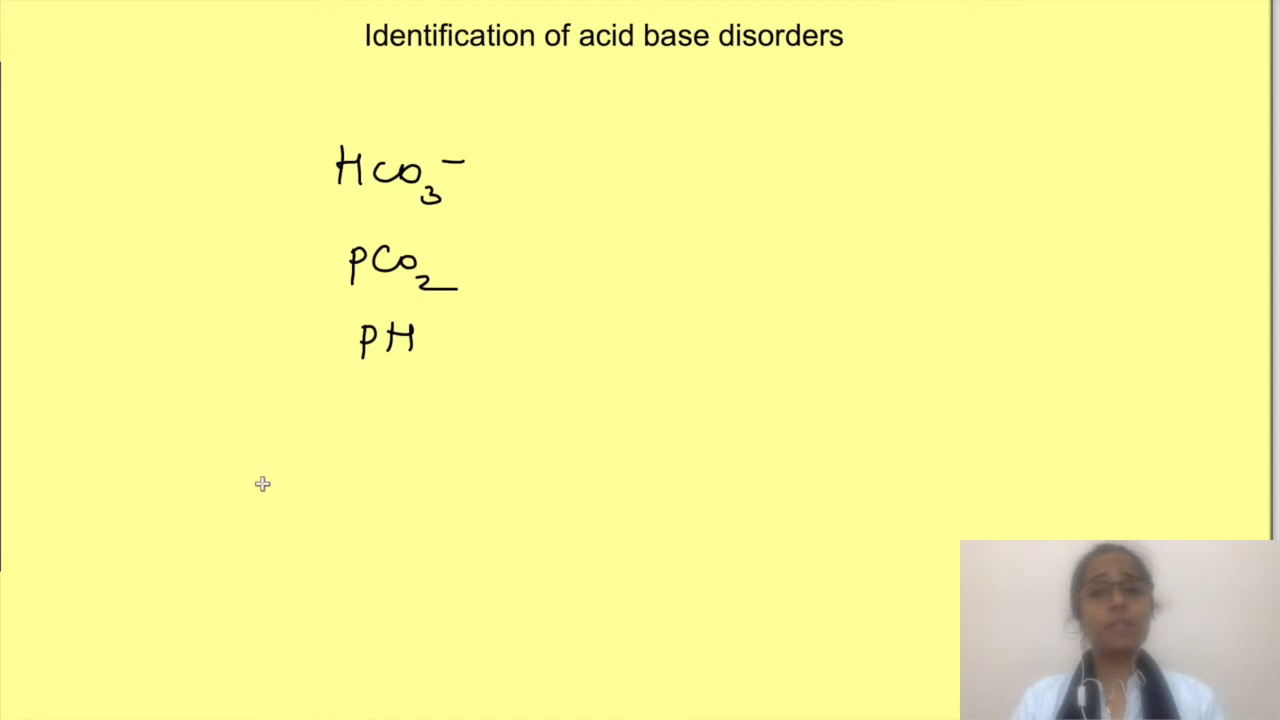 Identification of acid base disorders
HCO₃⁻
pCO₂
pH